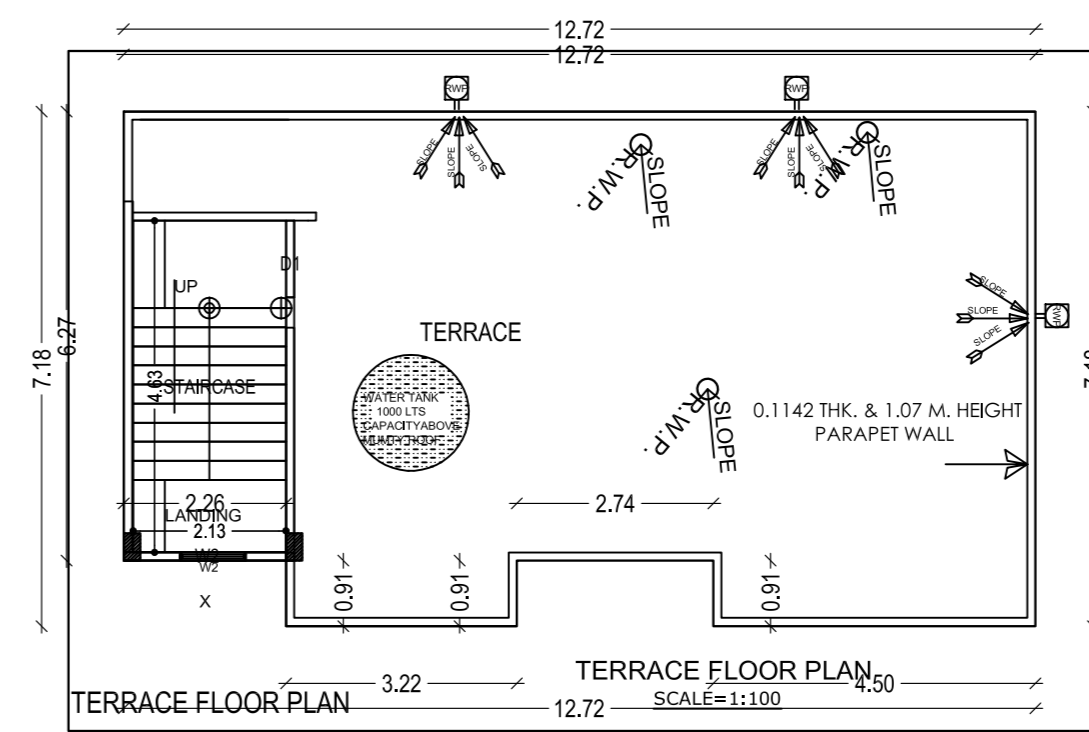 12.72
12.72
RWP
RWP
SLOPE
SLOPE
SLOPE
SLOPE
SLOPE
SLOPE
R.W.P.
SLOPE
R.W.P.
SLOPE
D1
UP
SLOPE
SLOPE
SLOPE
RWP
7.18
6.27
TERRACE
4.63
STAIRCASE
WATER TANK
1000 LTS
CAPACITYABOVE
MUMTY ROOF
R.W.P.
SLOPE
0.1142 THK. & 1.07 M. HEIGHT
PARAPET WALL
2.26
LANDING
2.13
2.74
W2
X
0.91
0.91
0.91
TERRACE FLOOR PLAN
SCALE=1:100
3.22
4.50
TERRACE FLOOR PLAN
12.72